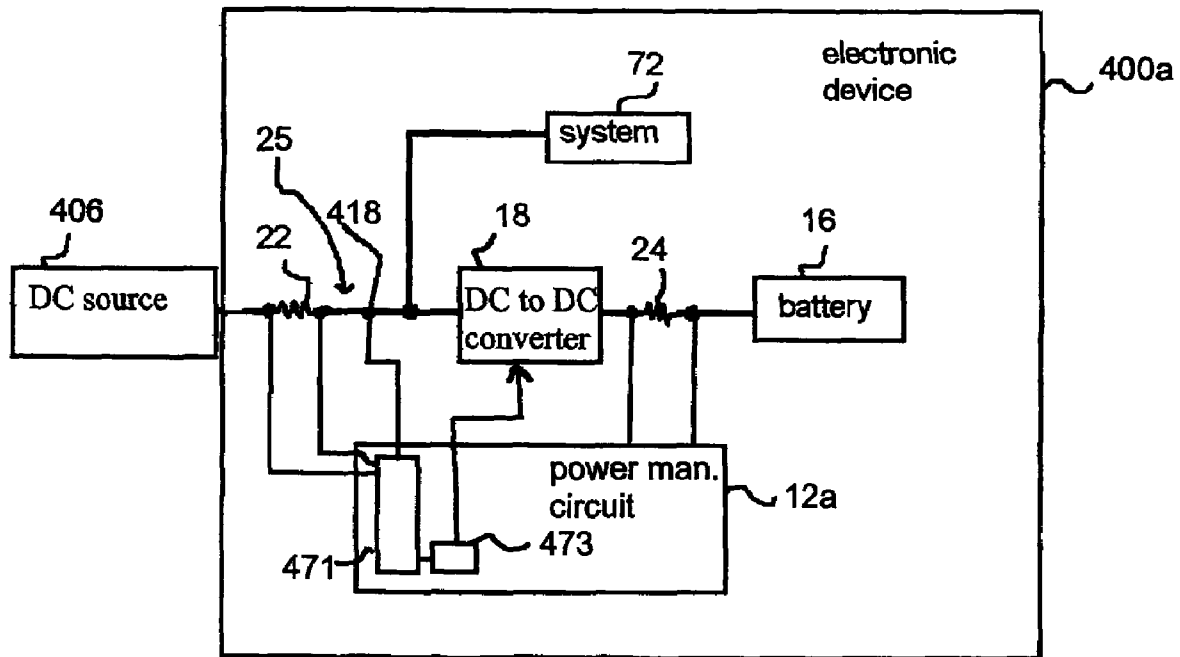 electronic
device
400a
72
system
25
418
406
22
18
24
16
DC source
DC to DC
converter
battery
power man.
circuit
12a
471
473